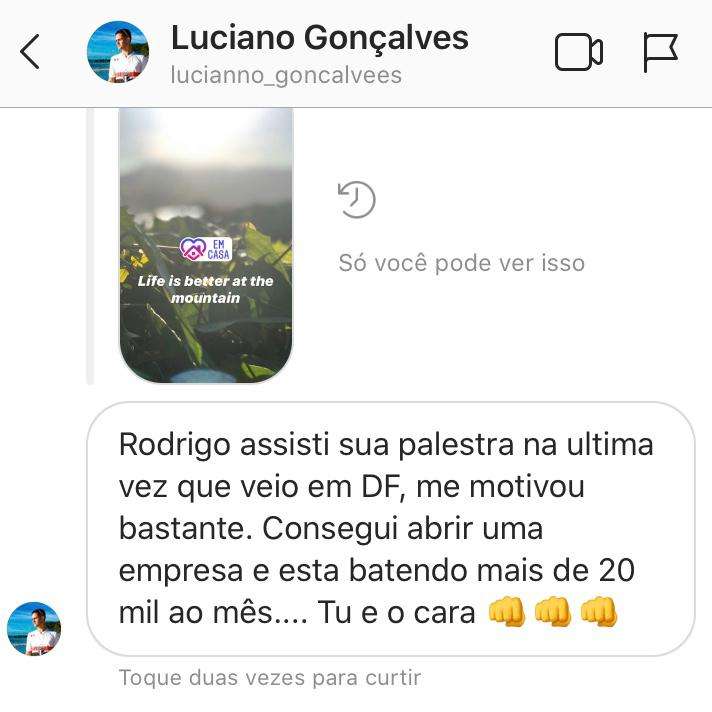 Luciano Gonçalves
lucianno_goncalvees
EM
CASA
Life is better at the
mountain
Só você pode ver isso
Rodrigo assisti sua palestra na ultima
vez que veio em DF, me motivou
bastante. Consegui abrir uma
empresa e esta batendo mais de 20
mil ao mês.... Tu e o cara 👊👊👊
Toque duas vezes para curtir